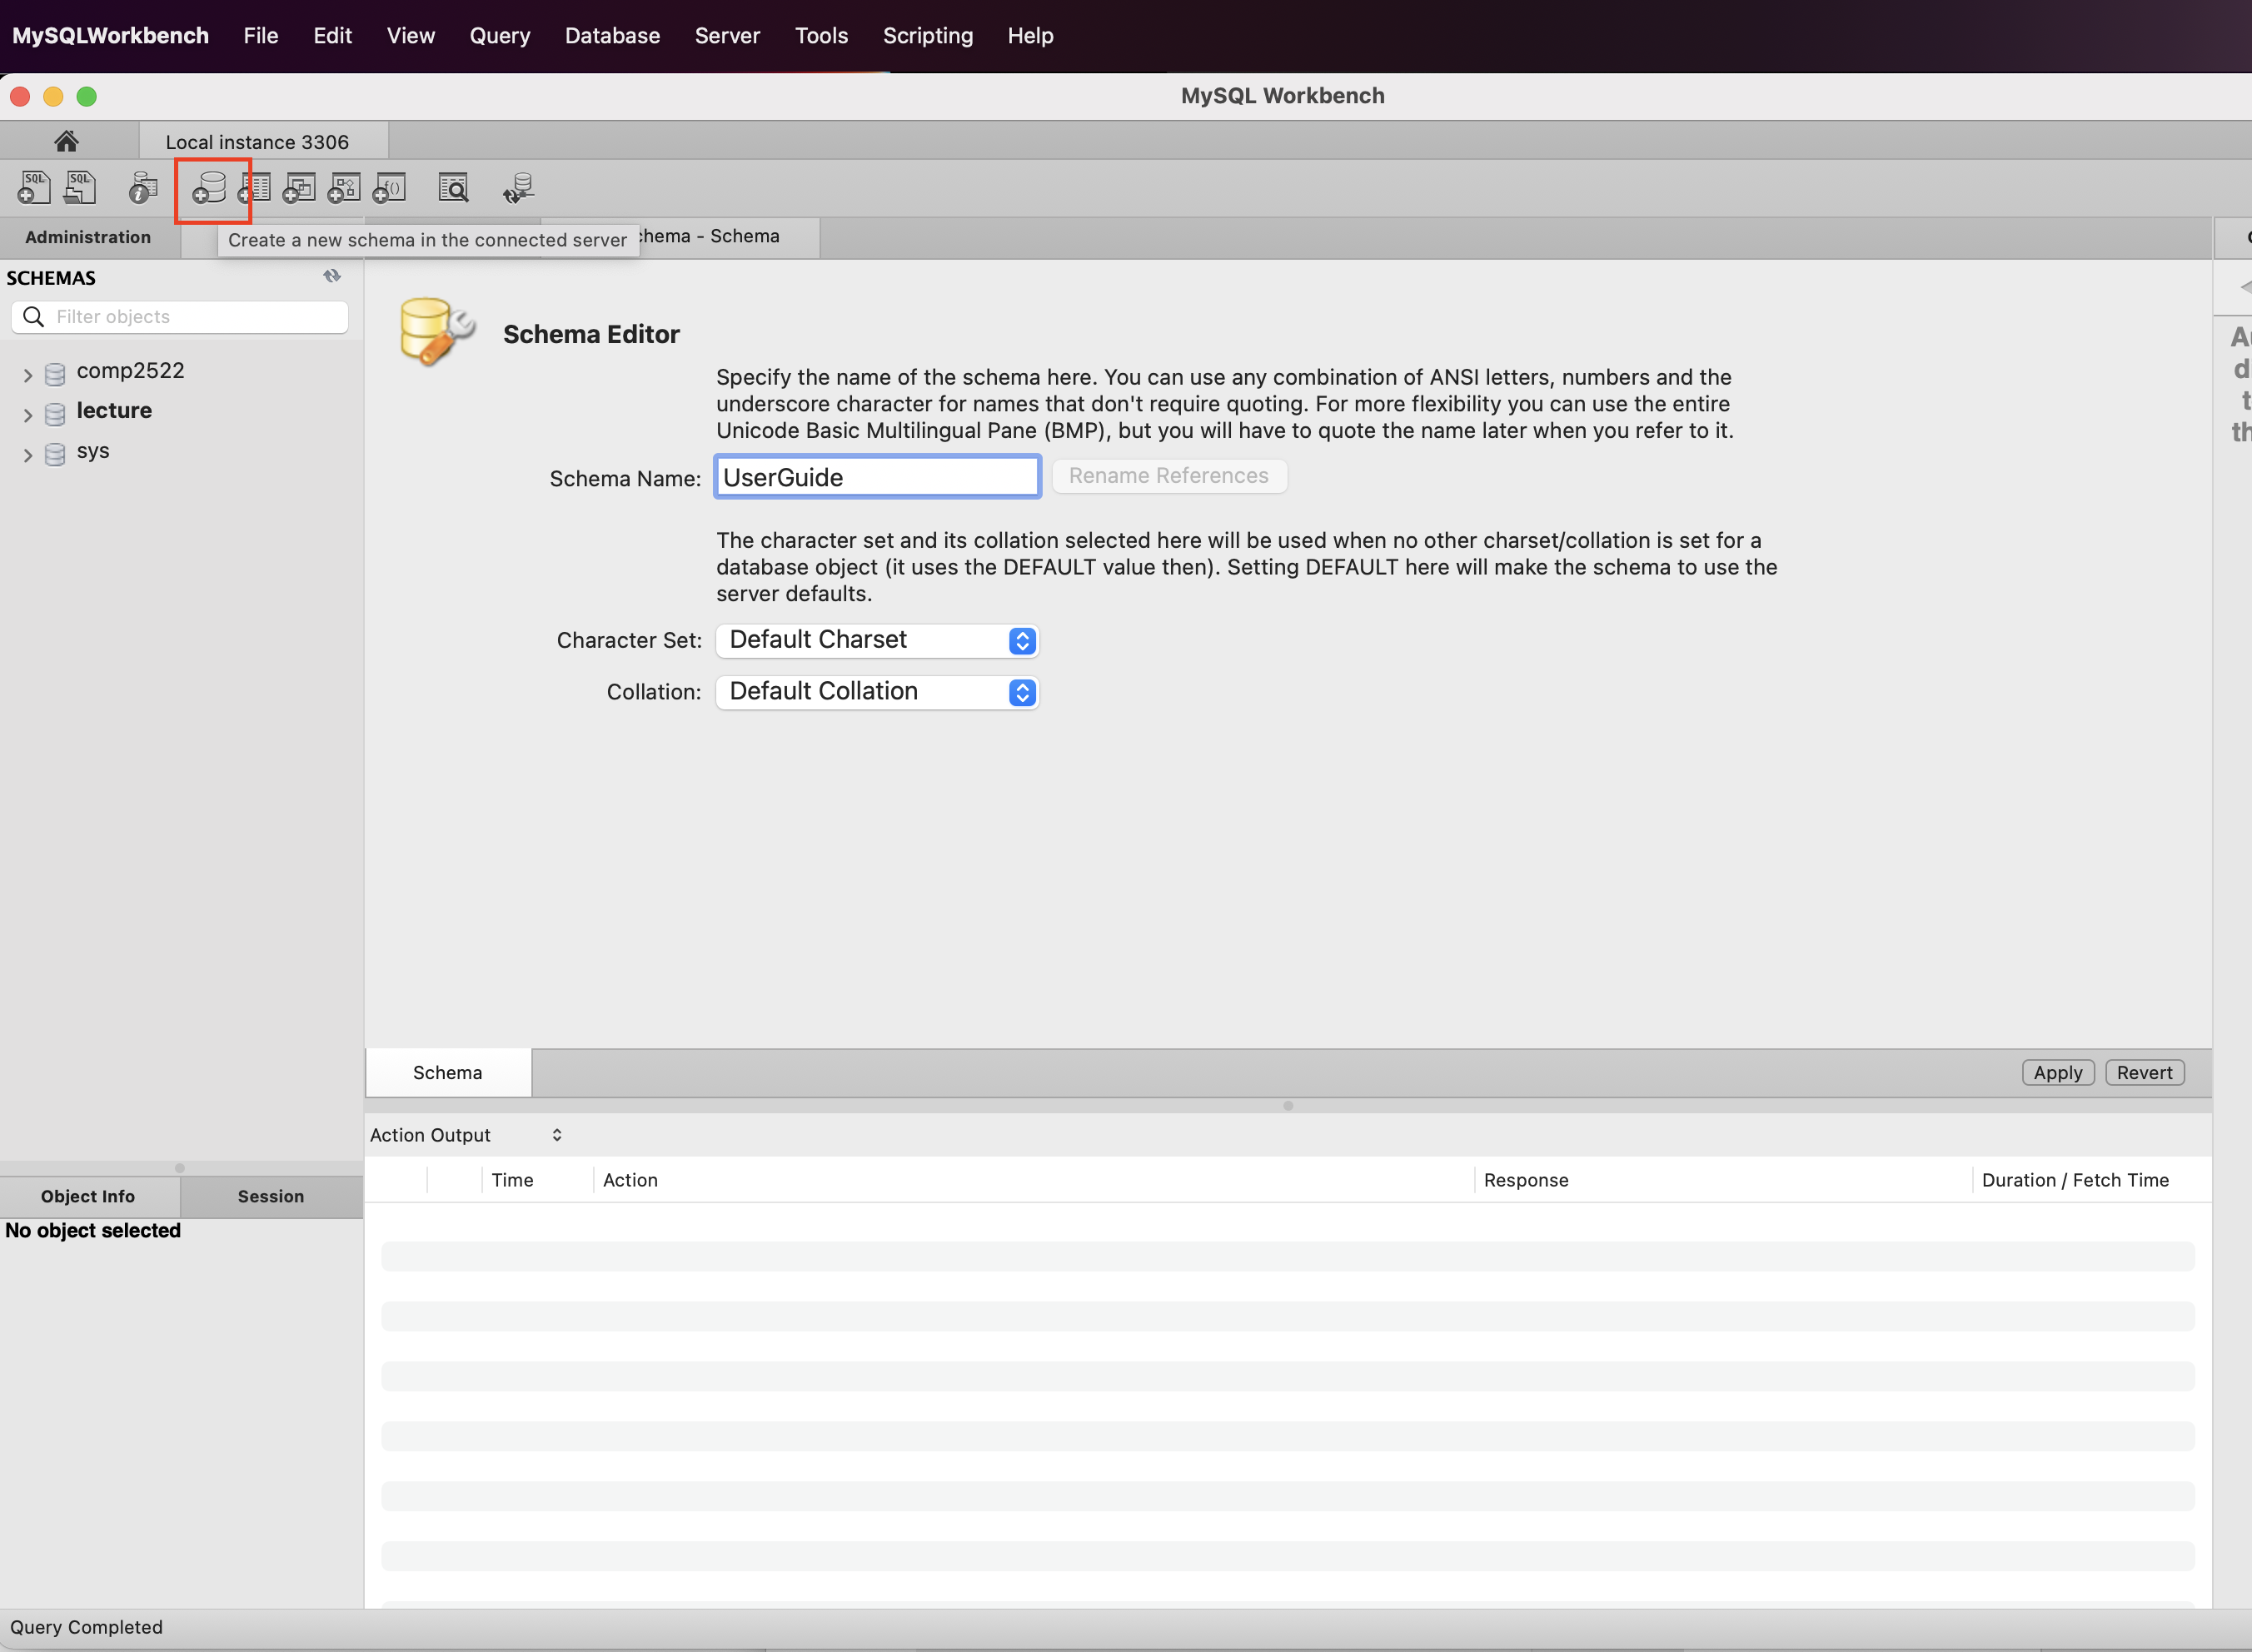 MySQLWorkbench File Edit View Query Database Server Tools Scripting Help
MySQL Workbench
Local instance 3306
SQL SQL
Administration
Create a new schema in the connected server
chema - Schema
SCHEMAS
Filter objects
comp2522
lecture
sys
Schema Editor
Specify the name of the schema here. You can use any combination of ANSI letters, numbers and the
underscore character for names that don't require quoting. For more flexibility you can use the entire
Unicode Basic Multilingual Pane (BMP), but you will have to quote the name later when you refer to it.
Schema Name: UserGuide Rename References
The character set and its collation selected here will be used when no other charset/collation is set for a
database object (it uses the DEFAULT value then). Setting DEFAULT here will make the schema to use the
server defaults.
Character Set: Default Charset
Collation: Default Collation
Schema Apply Revert
Action Output
Time Action Response Duration / Fetch Time
Object Info Session
No object selected
Query Completed